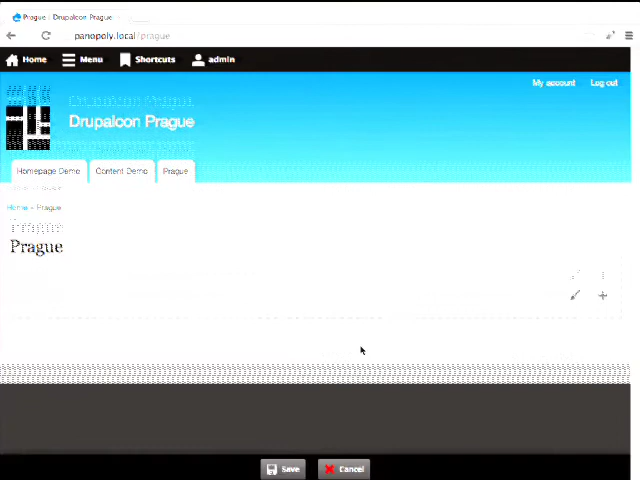 Prague | Drupalcon Prague
panopoly.local/prague
Home Menu Shortcuts admin
My account Log out
Drupalcon Prague
Homepage Demo Content Demo Prague
Home » Prague
Prague
Save Cancel